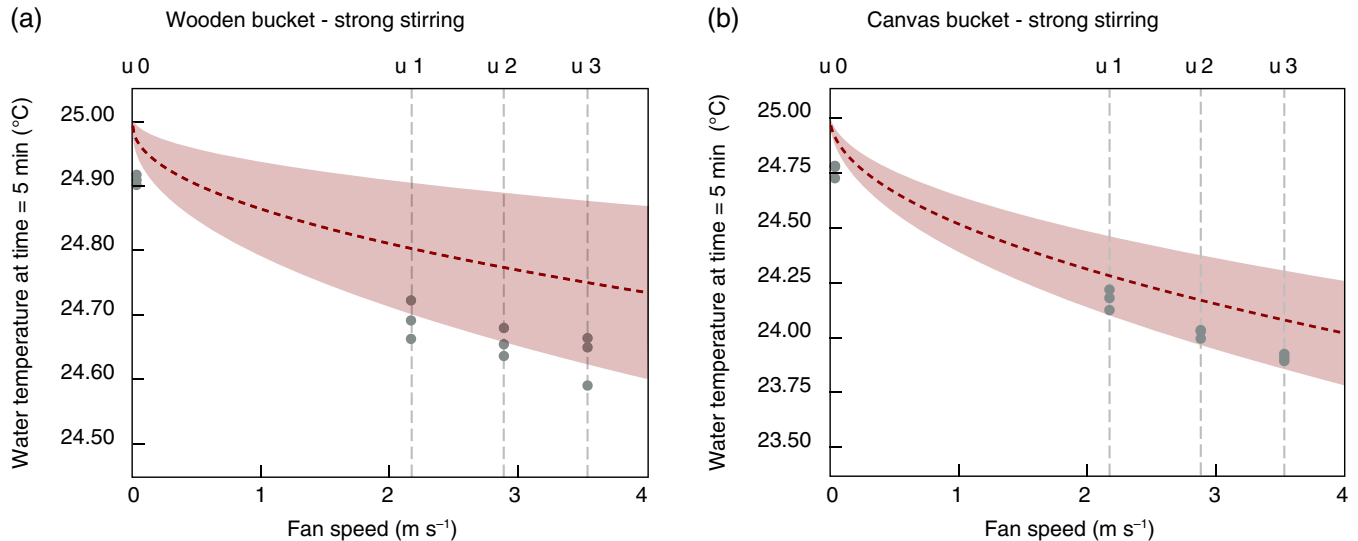 (a)
Wooden bucket - strong stirring
u 0 u 1 u 2 u 3
Water temperature at time = 5 min (°C)
25.00
24.90
24.80
24.70
24.60
24.50
0 1 2 3 4
Fan speed (m s⁻¹)
(b)
Canvas bucket - strong stirring
u 0 u 1 u 2 u 3
Water temperature at time = 5 min (°C)
25.00
24.75
24.50
24.25
24.00
23.75
23.50
0 1 2 3 4
Fan speed (m s⁻¹)